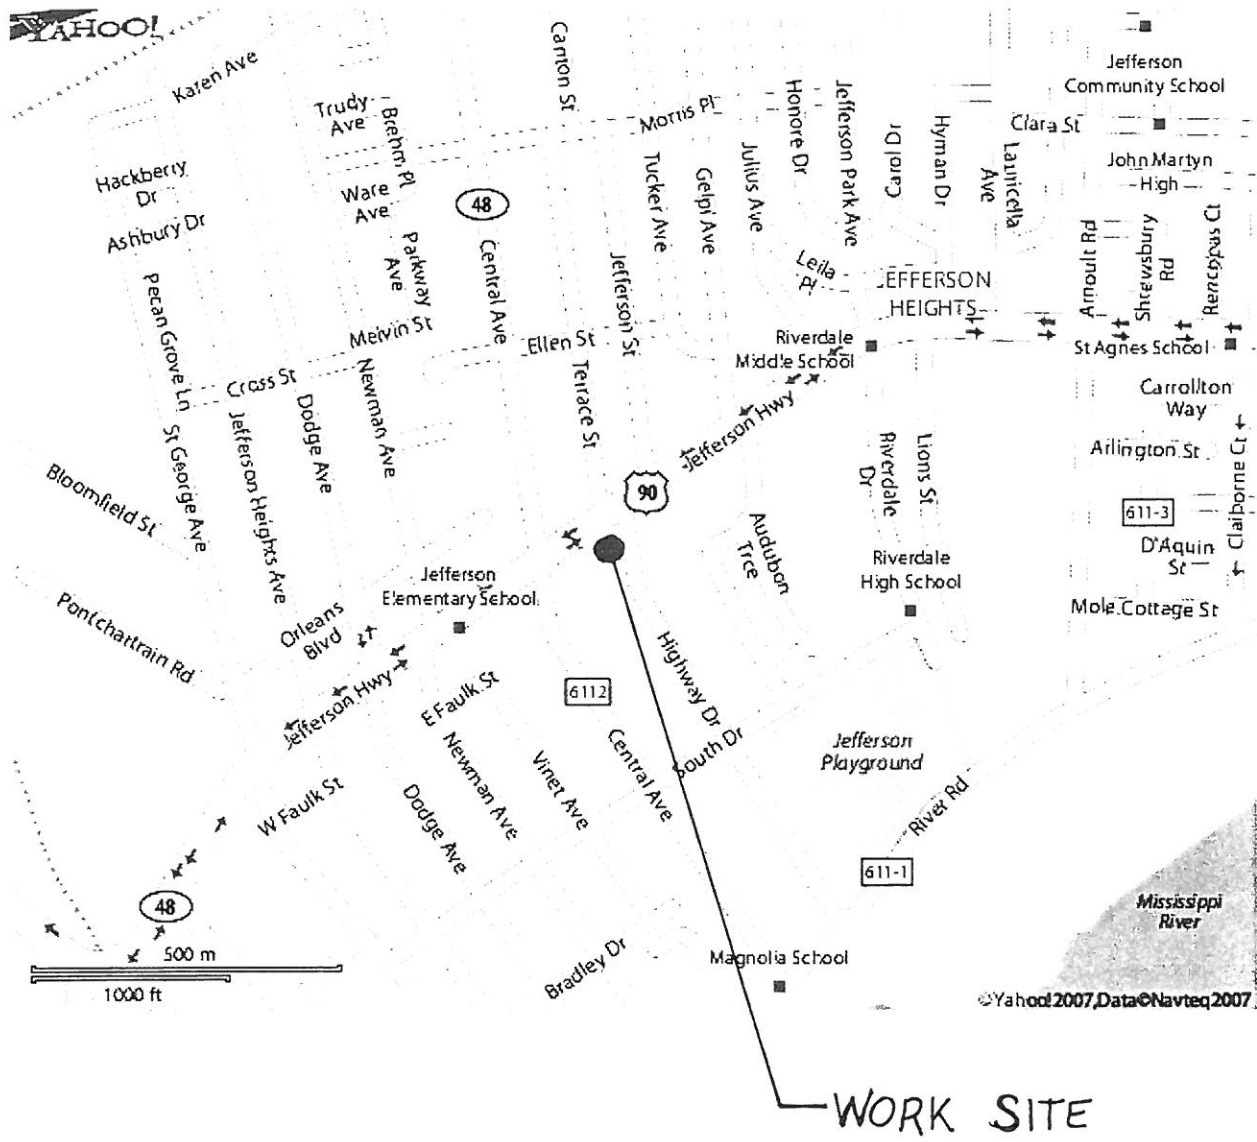 YAHOO!
Karen Ave
Trudy
Ave
Brehm Pl
Canton St
Morris Pl
Honore Dr
Jefferson Park Ave
Carol Dr
Hyman Dr
Launicella
Ave
Jefferson
Community School
Clara St
John Martyn
High
Hackberry
Dr
Ashbury Dr
Ware
Ave
48
Parkway
Ave
Central Ave
Jefferson St
Tucker Ave
Gelpi Ave
Julius Ave
Leila
Pl
JEFFERSON
HEIGHTS
Arnoult Rd
Shrewsbury
Rd
Pecan Grove Ln
Melvin St
Ellen St
Riverdale
Middle School
St Agnes School
Cross St
Newman Ave
Terrace St
Jefferson Hwy
Carrollton
Way
St George Ave
Jefferson Heights Ave
Dodge Ave
Riverdale
Dr
Lions St
Arlington St
Claiborne Ct
Bloomfield St
90
Audubon
Trce
611-3
D'Aquin
St
Jefferson
Elementary School
Riverdale
High School
Mole Cottage St
Pontchartrain Rd
Orleans
Blvd
Highway Dr
Jefferson Hwy
E Faulk St
6112
South Dr
Jefferson
Playground
W Faulk St
Dodge Ave
Newman Ave
Vinet Ave
Central Ave
River Rd
611-1
48
Mississippi
River
500 m
1000 ft
Bradley Dr
Magnolia School
©Yahoo!2007,Data©Navteq2007
WORK SITE